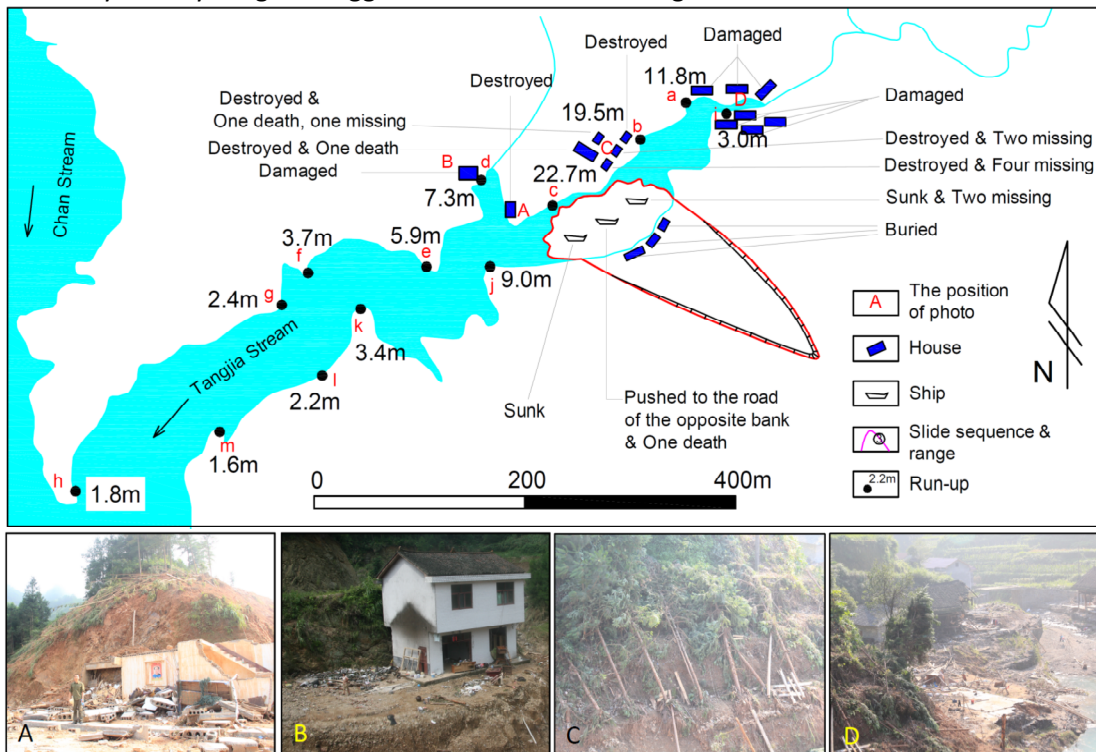 Destroyed
Damaged
Destroyed
11.8m
a
D
Damaged
Destroyed &
One death, one missing
19.5m
b
i
3.0m
Destroyed & One death
C
Destroyed & Two missing
Damaged
B
d
22.7m
Destroyed & Four missing
7.3m
A
c
Sunk & Two missing
Buried
Chan Stream
3.7m
5.9m
f
e
j
9.0m
g
2.4m
k
3.4m
Tangjia Stream
l
2.2m
m
1.6m
h
1.8m
Sunk
Pushed to the road
of the opposite bank
& One death
0
200
400m
A
The position
of photo
House
Ship
Slide sequence &
range
2.2m
Run-up
N
A
B
C
D